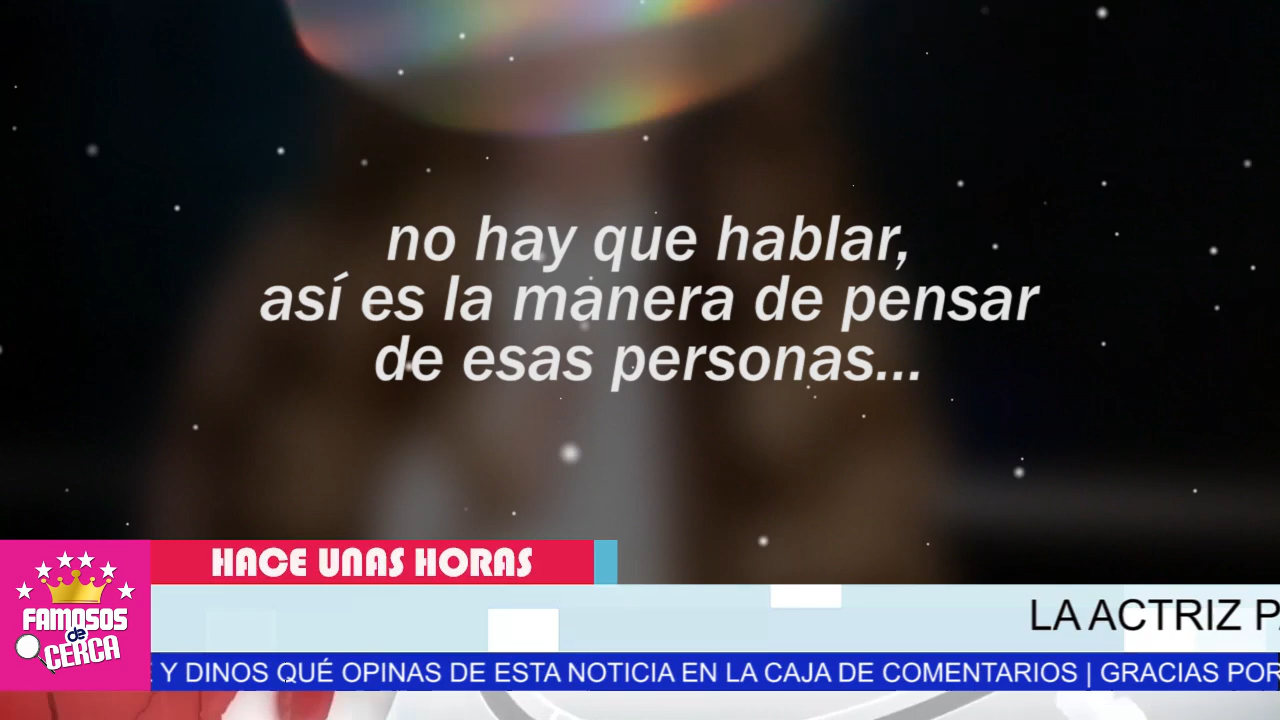 no hay que hablar,
así es la manera de pensar
de esas personas...
HACE UNAS HORAS
FAMOSOS
de
CERCA
LA ACTRIZ
Y DINOS QUÉ OPINAS DE ESTA NOTICIA EN LA CAJA DE COMENTARIOS | GRACIAS POR